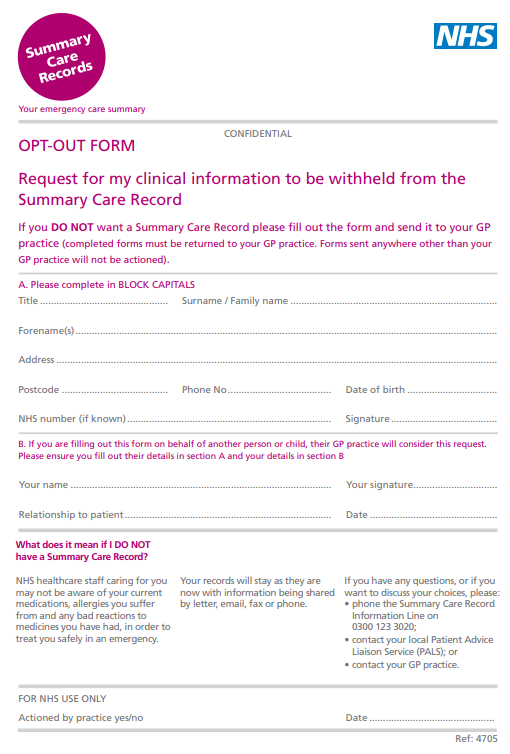 Summary
Care
Records
NHS
Your emergency care summary
CONFIDENTIAL
OPT-OUT FORM
Request for my clinical information to be withheld from the
Summary Care Record
If you DO NOT want a Summary Care Record please fill out the form and send it to your GP
practice (completed forms must be returned to your GP practice. Forms sent anywhere other than your
GP practice will not be actioned).
A. Please complete in BLOCK CAPITALS
Title ................................ Surname / Family name ................................
Forename(s) ................................
Address ................................
Postcode ................................ Phone No ................................ Date of birth ................................
NHS number (if known) ................................ Signature ................................
B. If you are filling out this form on behalf of another person or child, their GP practice will consider this request.
Please ensure you fill out their details in section A and your details in section B
Your name ................................ Your signature ................................
Relationship to patient ................................ Date ................................
What does it mean if I DO NOT
have a Summary Care Record?
NHS healthcare staff caring for you
may not be aware of your current
medications, allergies you suffer
from and any bad reactions to
medicines you have had, in order to
treat you safely in an emergency.
Your records will stay as they are
now with information being shared
by letter, email, fax or phone.
If you have any questions, or if you
want to discuss your choices, please:
• phone the Summary Care Record
Information Line on
0300 123 3020;
• contact your local Patient Advice
Liaison Service (PALS); or
• contact your GP practice.
FOR NHS USE ONLY
Actioned by practice yes/no Date ................................
Ref: 4705